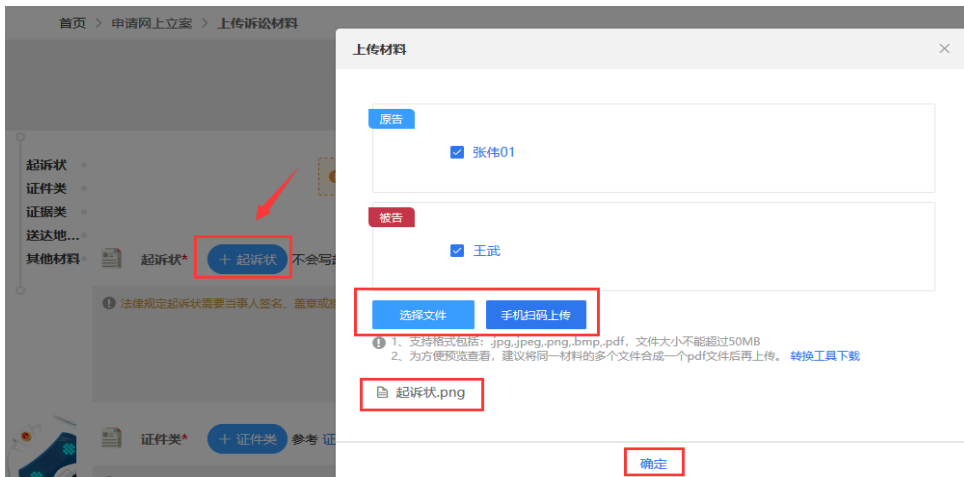 首页 > 申请网上立案 > 上传诉讼材料
上传材料
原告
张伟01
被告
王武
选择文件 手机扫码上传
1、支持格式包括：.jpg,.jpeg,.png,.bmp,.pdf，文件大小不能超过50MB
2、为方便预览查看，建议将同一材料的多个文件合成一个pdf文件后再上传。 转换工具下载
起诉状.png
确定
起诉状
证件类
证据类
送达地...
其他材料
起诉状* + 起诉状 不会写
法律规定起诉状需要当事人签名、盖章或
证件类* + 证件类 参考 证